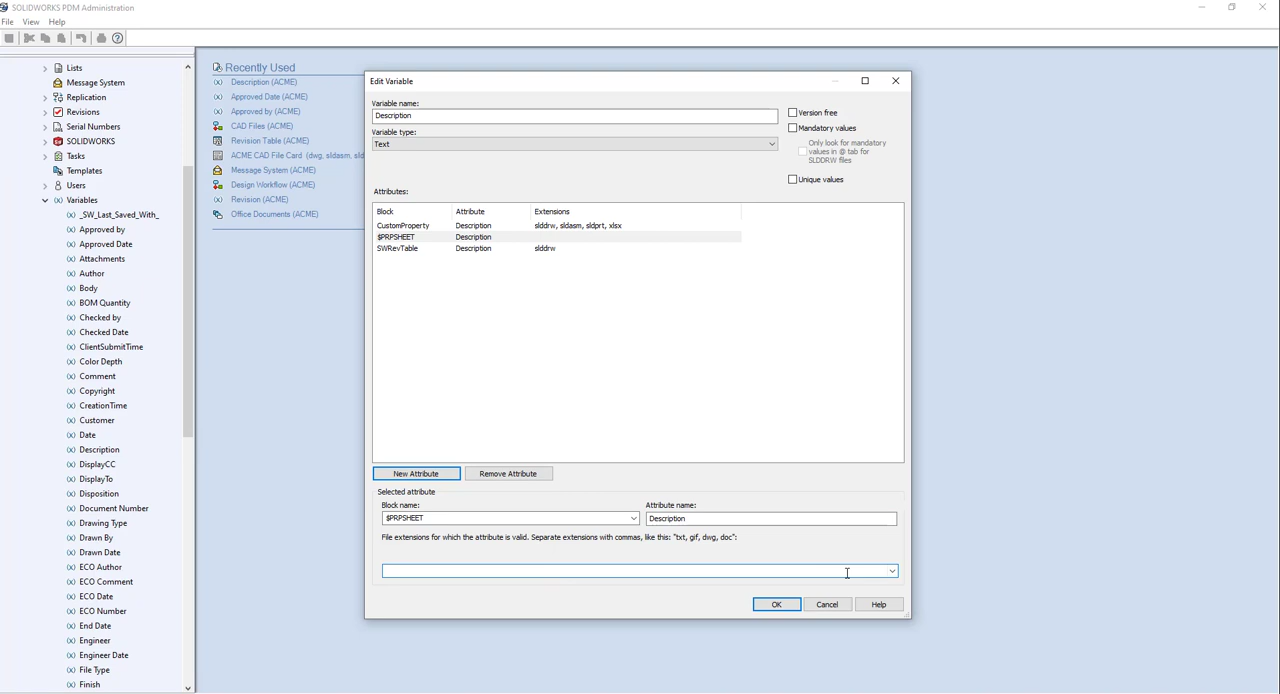 SOLIDWORKS PDM Administration
File View Help
Lists
Message System
Replication
Revisions
Serial Numbers
SOLIDWORKS
Tasks
Templates
Users
Variables
_SW_Last_Saved_With_
Approved by
Approved Date
Attachments
Author
Body
BOM Quantity
Checked by
Checked Date
ClientSubmitTime
Color Depth
Comment
Copyright
CreationTime
Customer
Date
Description
DisplayCC
DisplayTo
Disposition
Document Number
Drawing Type
Drawn By
Drawn Date
ECO Author
ECO Comment
ECO Date
ECO Number
End Date
Engineer
Engineer Date
File Type
Finish
Recently Used
Description (ACME)
Approved Date (ACME)
Approved by (ACME)
CAD Files (ACME)
Revision Table (ACME)
ACME CAD File Card (dwg, sldasm, sld
Message System (ACME)
Design Workflow (ACME)
Revision (ACME)
Office Documents (ACME)
Edit Variable
Variable name:
Description
Variable type:
Text
Version free
Mandatory values
Only look for mandatory
values in @ tab for
SLDDRW files
Unique values
Attributes:
Block Attribute Extensions
CustomProperty Description slddrw, sldasm, sldprt, xlsx
$PRPSHEET Description
SWRevTable Description slddrw
New Attribute Remove Attribute
Selected attribute
Block name: Attribute name:
$PRPSHEET Description
File extensions for which the attribute is valid. Separate extensions with commas, like this: "txt, gif, dwg, doc":
OK Cancel Help